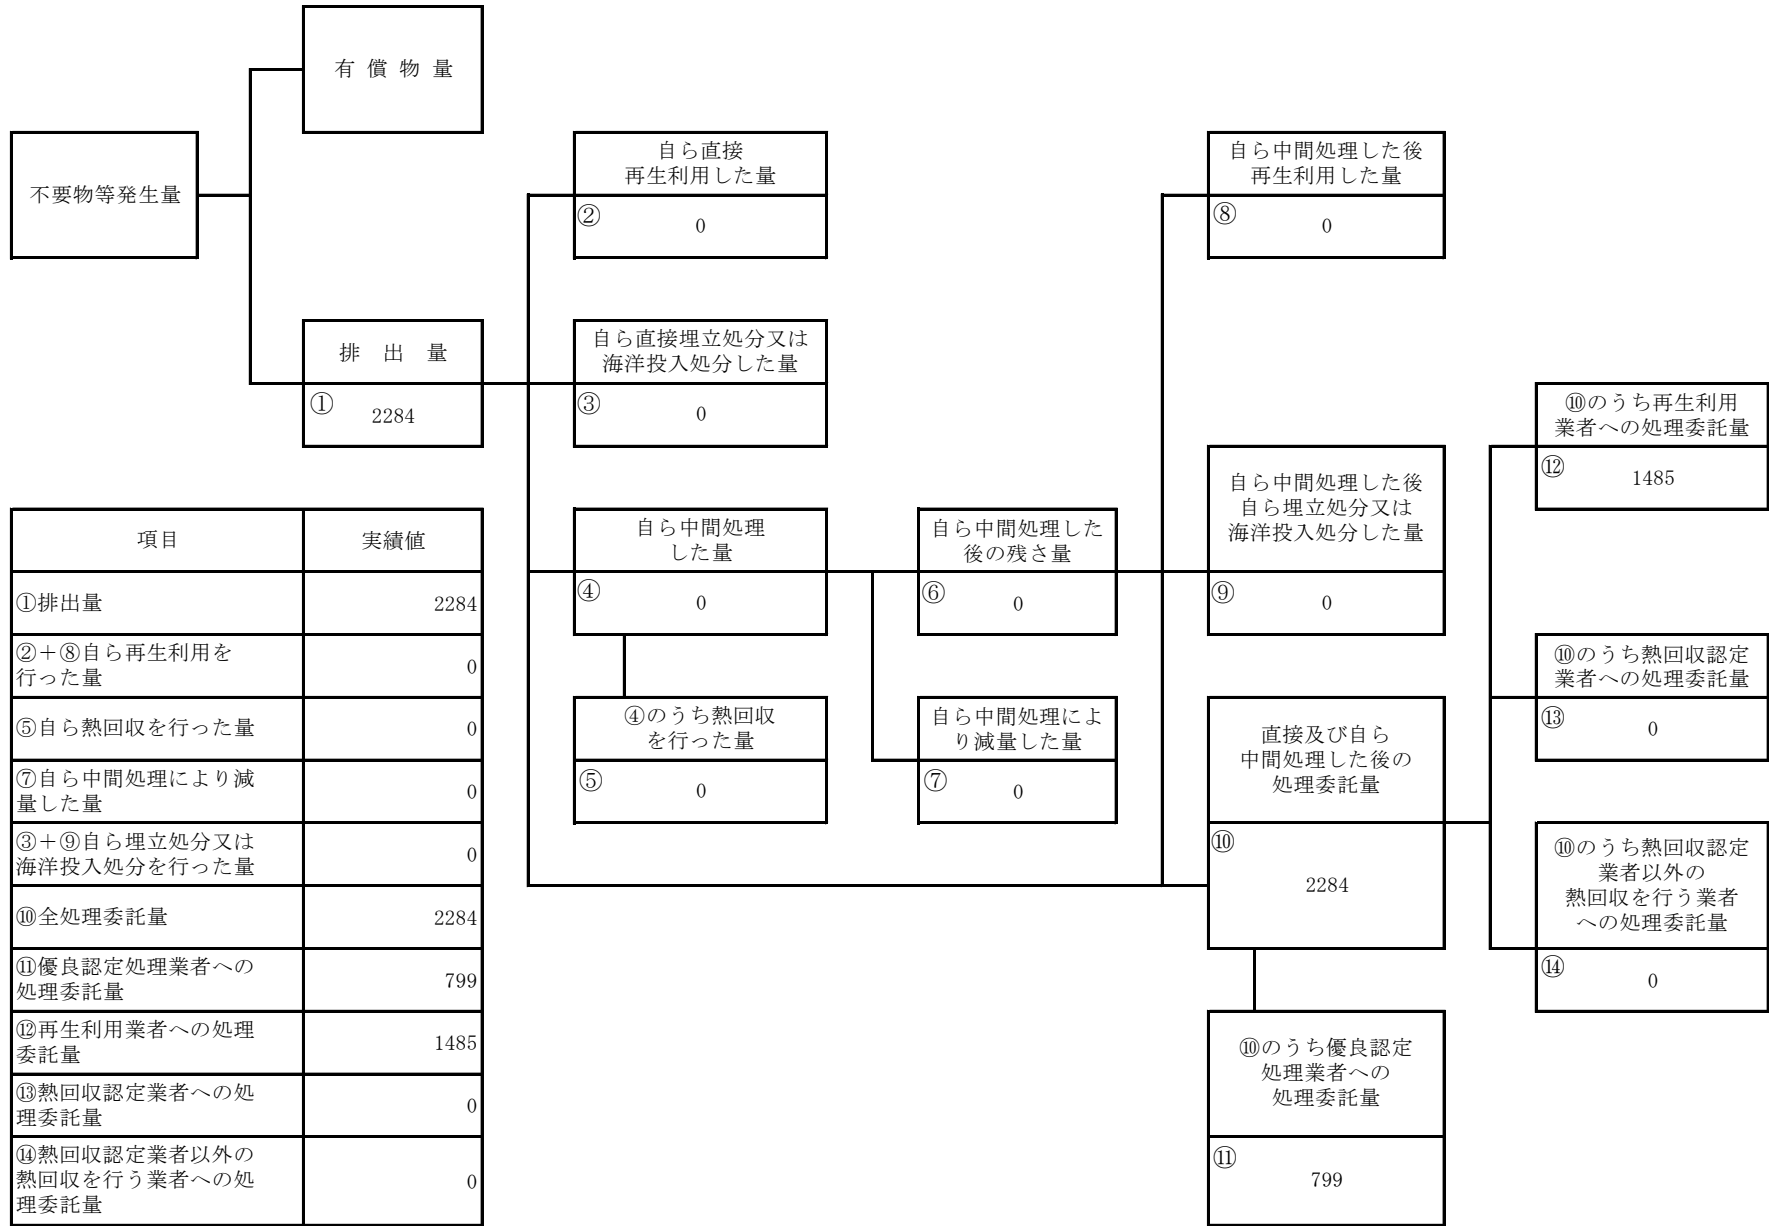 有 償 物 量
不要物等発生量
自ら直接
再生利用した量
②
0
自ら中間処理した後
再生利用した量
⑧
0
排 出 量
①
2284
自ら直接埋立処分又は
海洋投入処分した量
③
0
⑩のうち再生利用
業者への処理委託量
⑫
1485
自ら中間処理
した量
④
0
自ら中間処理した
後の残さ量
⑥
0
自ら中間処理した後
自ら埋立処分又は
海洋投入処分した量
⑨
0
⑩のうち熱回収認定
業者への処理委託量
⑬
0
④のうち熱回収
を行った量
⑤
0
自ら中間処理によ
り減量した量
⑦
0
直接及び自ら
中間処理した後の
処理委託量
⑩
2284
⑩のうち熱回収認定
業者以外の
熱回収を行う業者
への処理委託量
⑭
0
⑩のうち優良認定
処理業者への
処理委託量
⑪
799
項目 実績値
①排出量 2284
②+⑧自ら再生利用を
行った量 0
⑤自ら熱回収を行った量 0
⑦自ら中間処理により減
量した量 0
③+⑨自ら埋立処分又は
海洋投入処分を行った量 0
⑩全処理委託量 2284
⑪優良認定処理業者への
処理委託量 799
⑫再生利用業者への処理
委託量 1485
⑬熱回収認定業者への処
理委託量 0
⑭熱回収認定業者以外の
熱回収を行う業者への処
理委託量 0